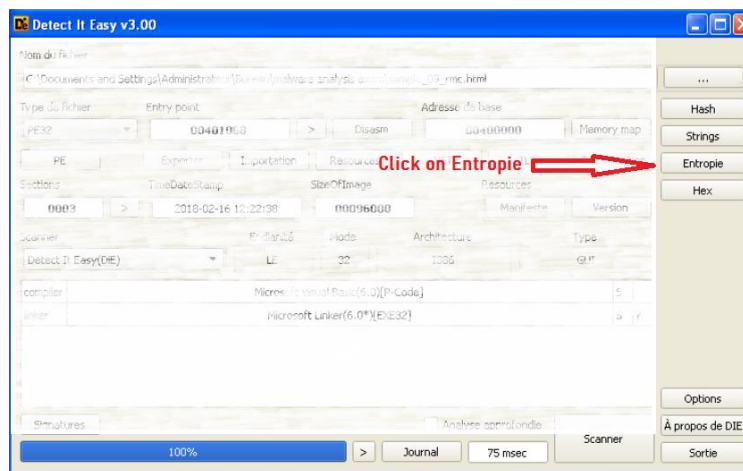 Detect It Easy v3.00
Nom du fichier
...
Type du fichier Entry point Adresse de base Hash
PE32 > Disasm 00400000 Memory map Strings
PE Exporter Importation Resources Click on Entropie Entropie
Sections TimeDateStamp SizeOfImage Resources Hex
0003 > 2018-02-16 12:22:38 00096000 Manifeste Version
Scanner Endianité Mode Architecture Type
Detect It Easy(DiE) LE 32 I386
compiler Microsoft Visual Basic(6.0)[P-Code] S
linker Microsoft Linker(6.0*)[EXE32] S ?
Options
Signatures Analyse approfondie À propos de DIE
100% > Journal 75 msec Scanner Sortie